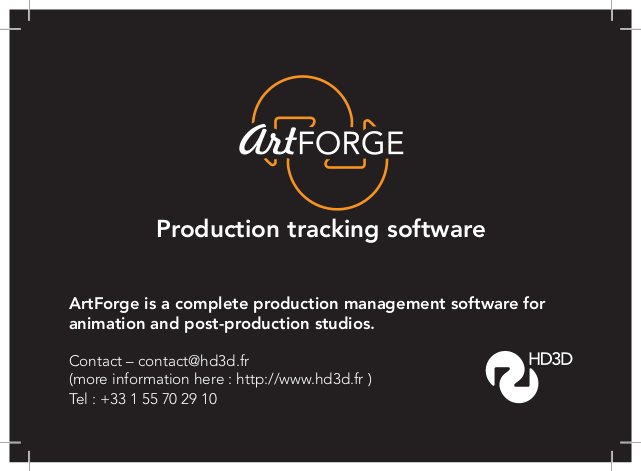 ArtFORGE
Production tracking software
ArtForge is a complete production management software for
animation and post-production studios.
Contact – contact@hd3d.fr
(more information here : http://www.hd3d.fr )
Tel : +33 1 55 70 29 10
HD3D